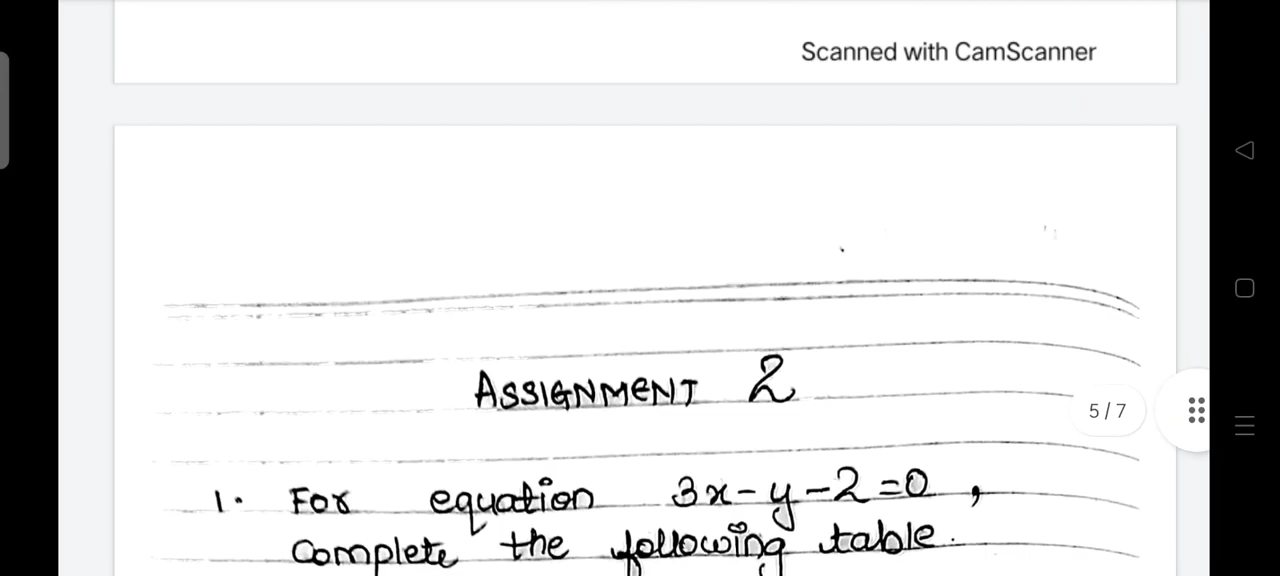 Scanned with CamScanner
ASSIGNMENT 2
5/7
1. For equation 3x-y-2=0,
Complete the following table.